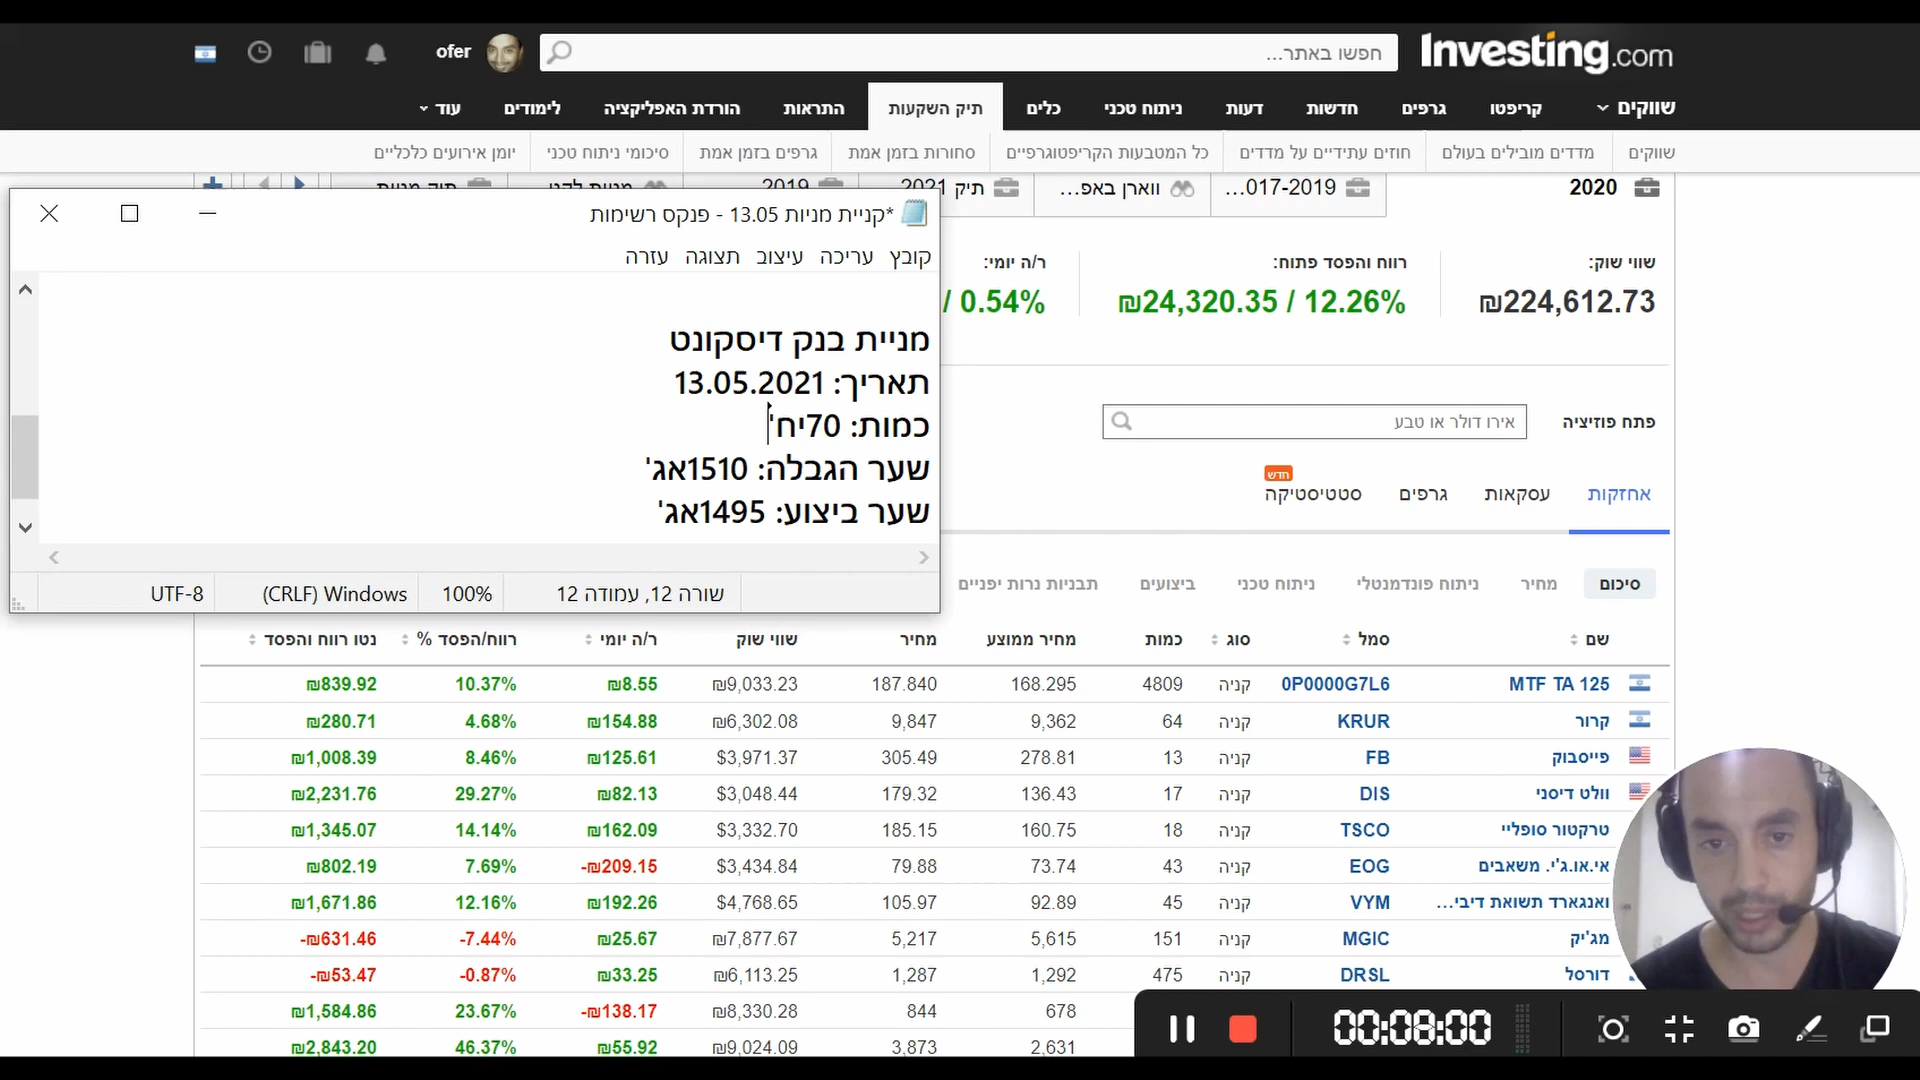 Investing.com
חפשו באתר...
ofer
שווקים קריפטו גרפים חדשות דעות ניתוח טכני כלים תיק השקעות התראות הורדת האפליקציה לימודים עוד
שווקים מדדים מובילים בעולם חוזים עתידיים על מדדים כל המטבעות הקריפטוגרפיים סחורות בזמן אמת גרפים בזמן אמת סיכומי ניתוח טכני יומן אירועים כלכליים
2020 ...017-2019 ווארן באפ... תיק 2021 2019 מניות לקנו תיק מניות
*קניית מניות 13.05 - פנקס רשימות
קובץ עריכה עיצוב תצוגה עזרה
מניית בנק דיסקונט
תאריך: 13.05.2021
כמות: 70יח'
שער הגבלה: 1510אג'
שער ביצוע: 1495אג'
שורה 12, עמודה 12 100% (CRLF) Windows UTF-8
שווי שוק: רווח והפסד פתוח: ר/ה יומי:
₪224,612.73 ₪24,320.35 / 12.26% / 0.54%
פתח פוזיציה אירו דולר או טבע
חדש
אחזקות עסקאות גרפים סטטיסטיקה
סיכום מחיר ניתוח פונדמנטלי ניתוח טכני ביצועים תבניות נרות יפניים
שם סמל סוג כמות מחיר ממוצע מחיר שווי שוק ר/ה יומי רווח/הפסד % נטו רווח והפסד
MTF TA 125 0P0000G7L6 קניה 4809 168.295 187.840 ₪9,033.23 ₪8.55 10.37% ₪839.92
קרור KRUR קניה 64 9,362 9,847 ₪6,302.08 ₪154.88 4.68% ₪280.71
פייסבוק FB קניה 13 278.81 305.49 $3,971.37 ₪125.61 8.46% ₪1,008.39
וולט דיסני DIS קניה 17 136.43 179.32 $3,048.44 ₪82.13 29.27% ₪2,231.76
טרקטור סופליי TSCO קניה 18 160.75 185.15 $3,332.70 ₪162.09 14.14% ₪1,345.07
אי.או.ג'י. משאבים EOG קניה 43 73.74 79.88 $3,434.84 -₪209.15 7.69% ₪802.19
ואנגארד תשואת דיבי... VYM קניה 45 92.89 105.97 $4,768.65 ₪192.26 12.16% ₪1,671.86
מג'יק MGIC קניה 151 5,615 5,217 ₪7,877.67 ₪25.67 -7.44% -₪631.46
דורסל DRSL קניה 475 1,292 1,287 ₪6,113.25 ₪33.25 -0.87% -₪53.47
678 844 ₪8,330.28 -₪138.17 23.67% ₪1,584.86
2,631 3,873 ₪9,024.09 ₪55.92 46.37% ₪2,843.20
00:08:00